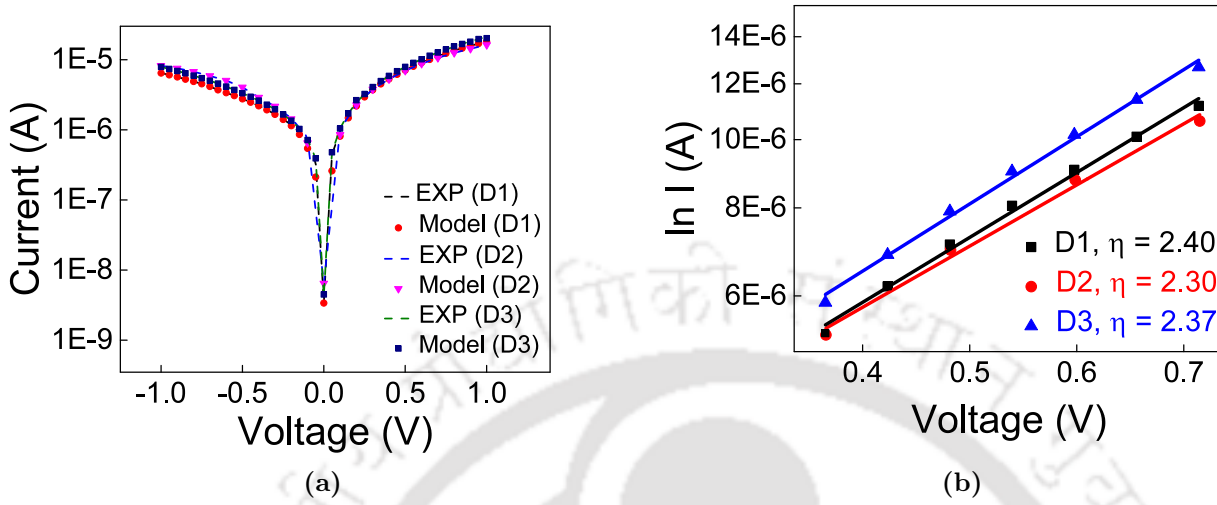 1E-5
1E-6
1E-7
1E-8
1E-9
Current (A)
EXP (D1)
Model (D1)
EXP (D2)
Model (D2)
EXP (D3)
Model (D3)
-1.0 -0.5 0.0 0.5 1.0
Voltage (V)
(a)
14E-6
12E-6
10E-6
8E-6
6E-6
ln I (A)
D1, η = 2.40
D2, η = 2.30
D3, η = 2.37
0.4 0.5 0.6 0.7
Voltage (V)
(b)